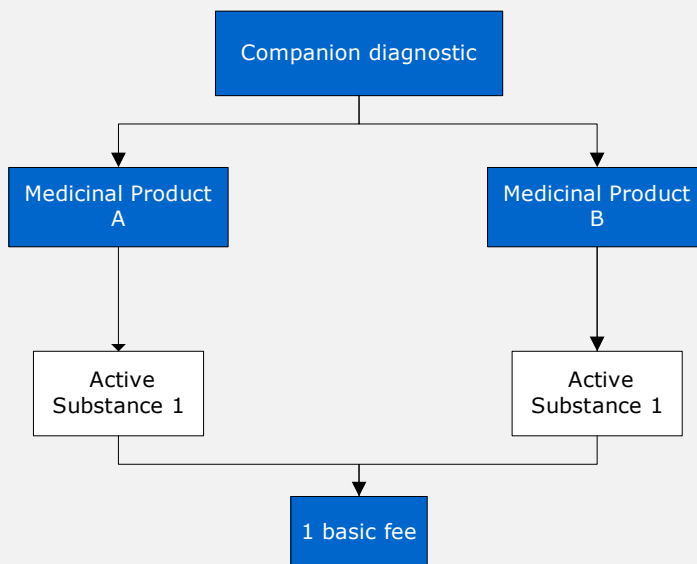 Companion diagnostic
Medicinal Product
A
Medicinal Product
B
Active
Substance 1
Active
Substance 1
1 basic fee